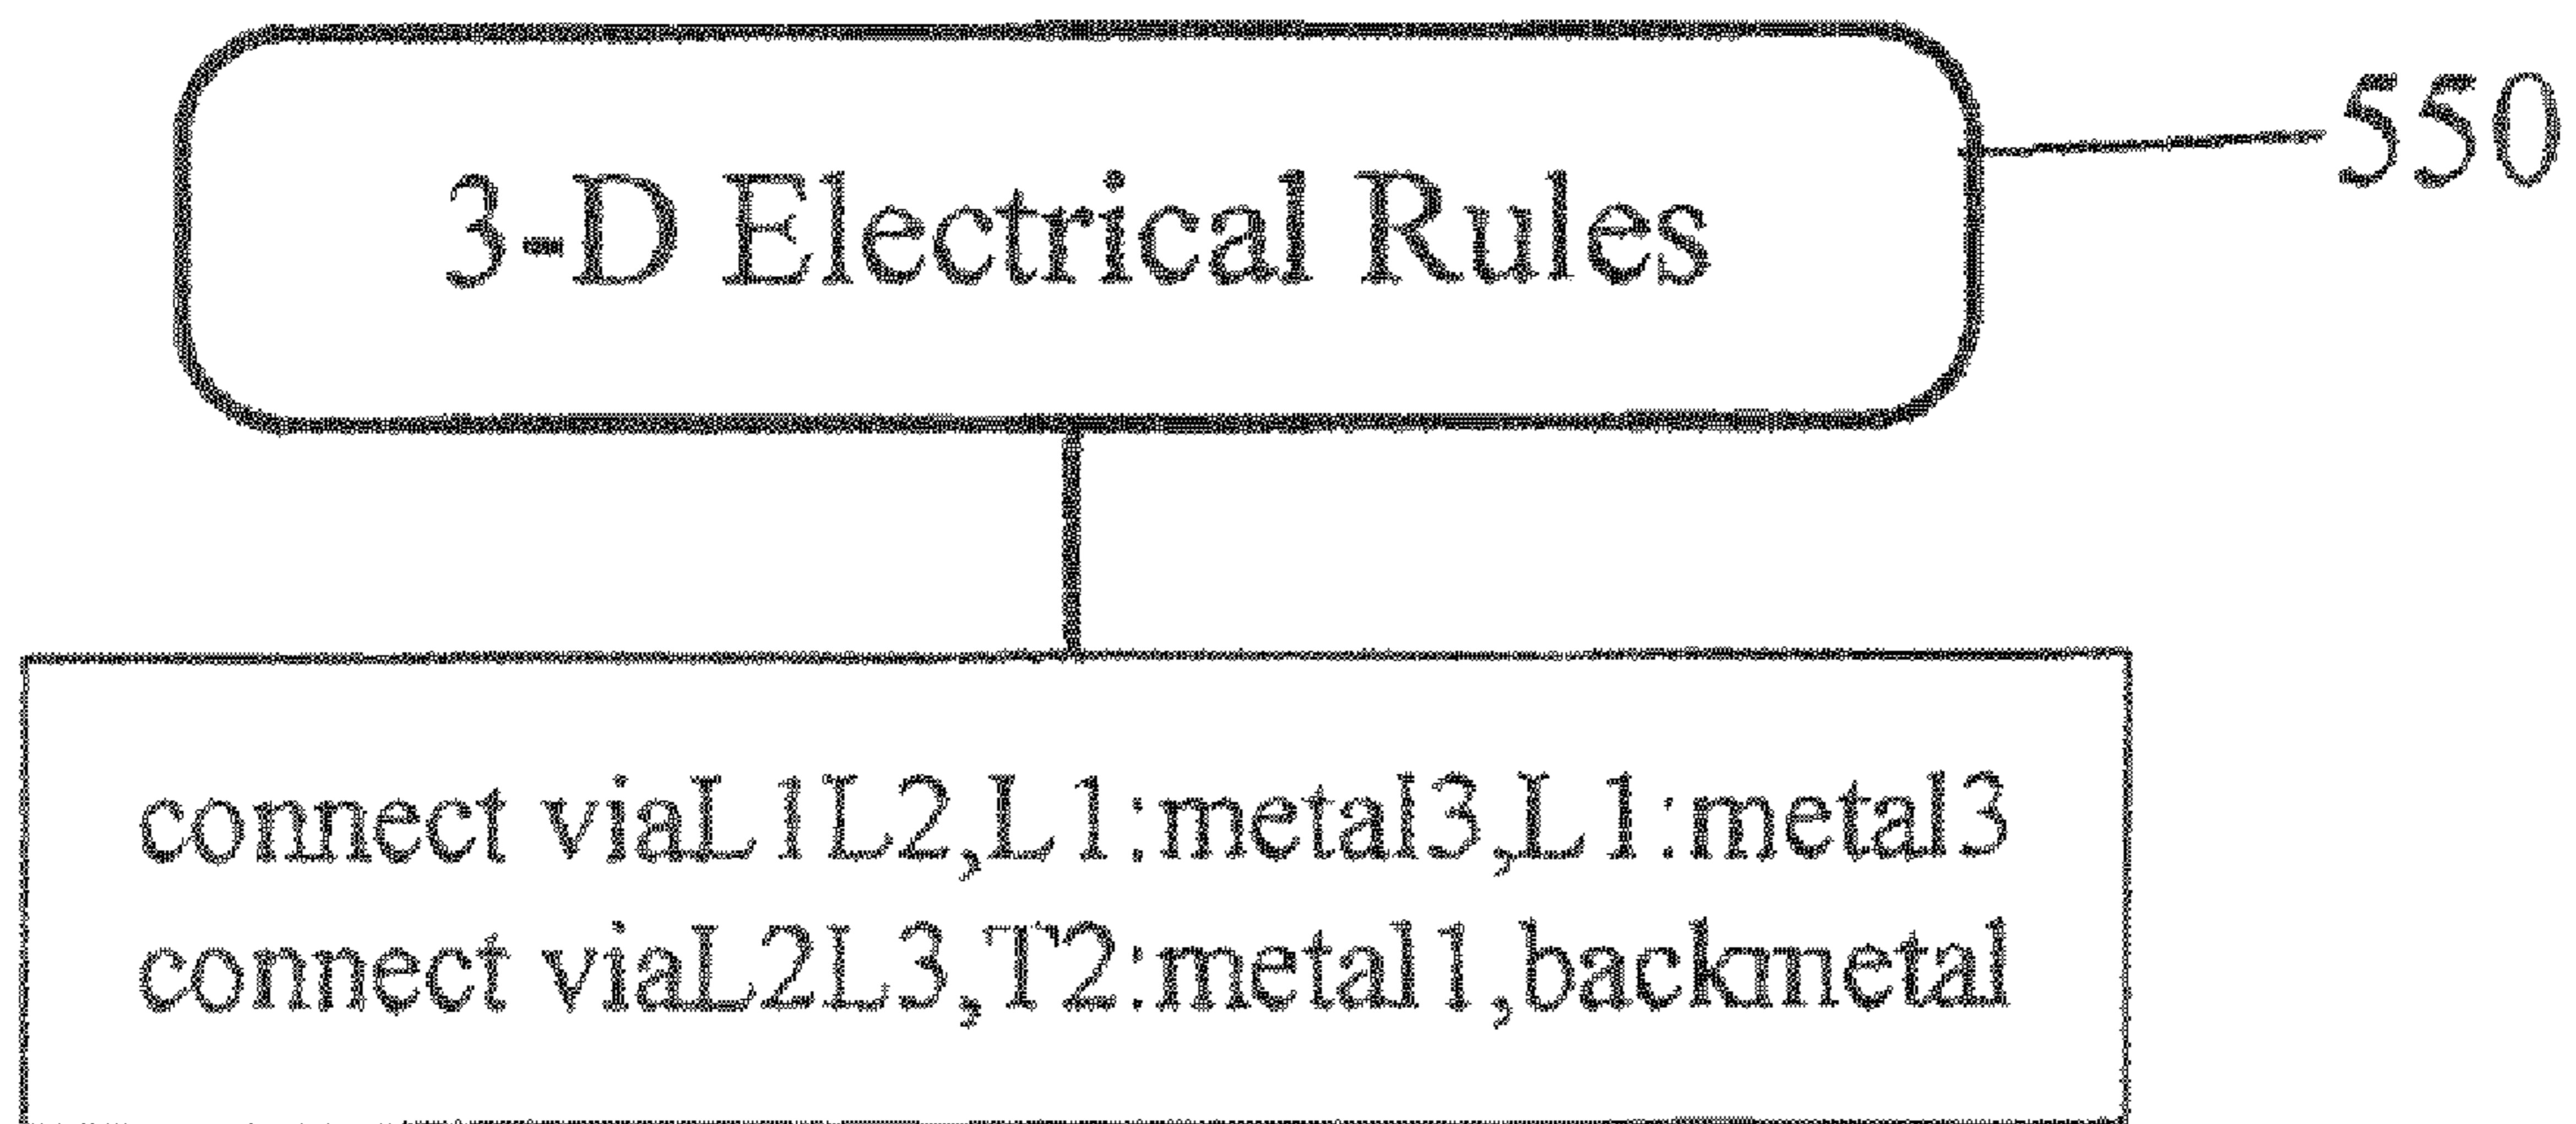 550
3-D Electrical Rules
connect viaL1L2,L1:metal3,L1:metal3
connect viaL2L3,T2:metal1,backmetal